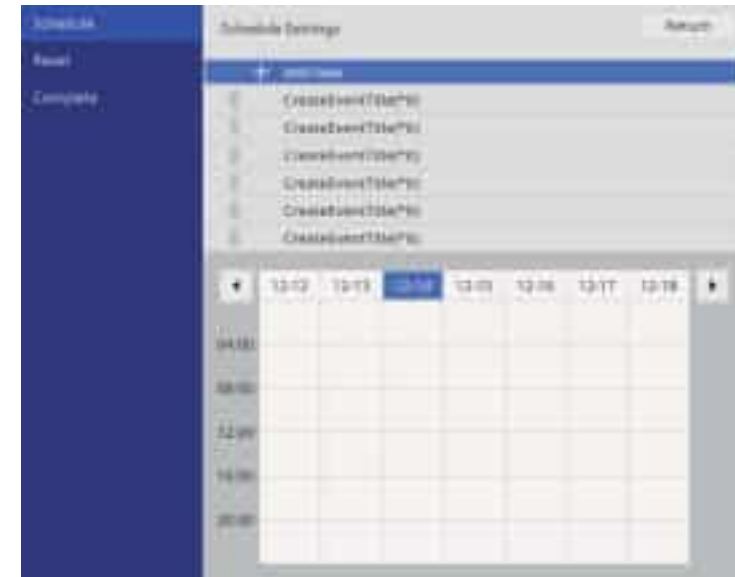 Schedule
Reset
Complete
Schedule Settings
Return
Add new
CreateEventTitle
CreateEventTitle
CreateEventTitle
CreateEventTitle
CreateEventTitle
CreateEventTitle
12-12 12-13 12-14 12-15 12-16 12-17 12-18
04:00
08:00
12:00
16:00
20:00